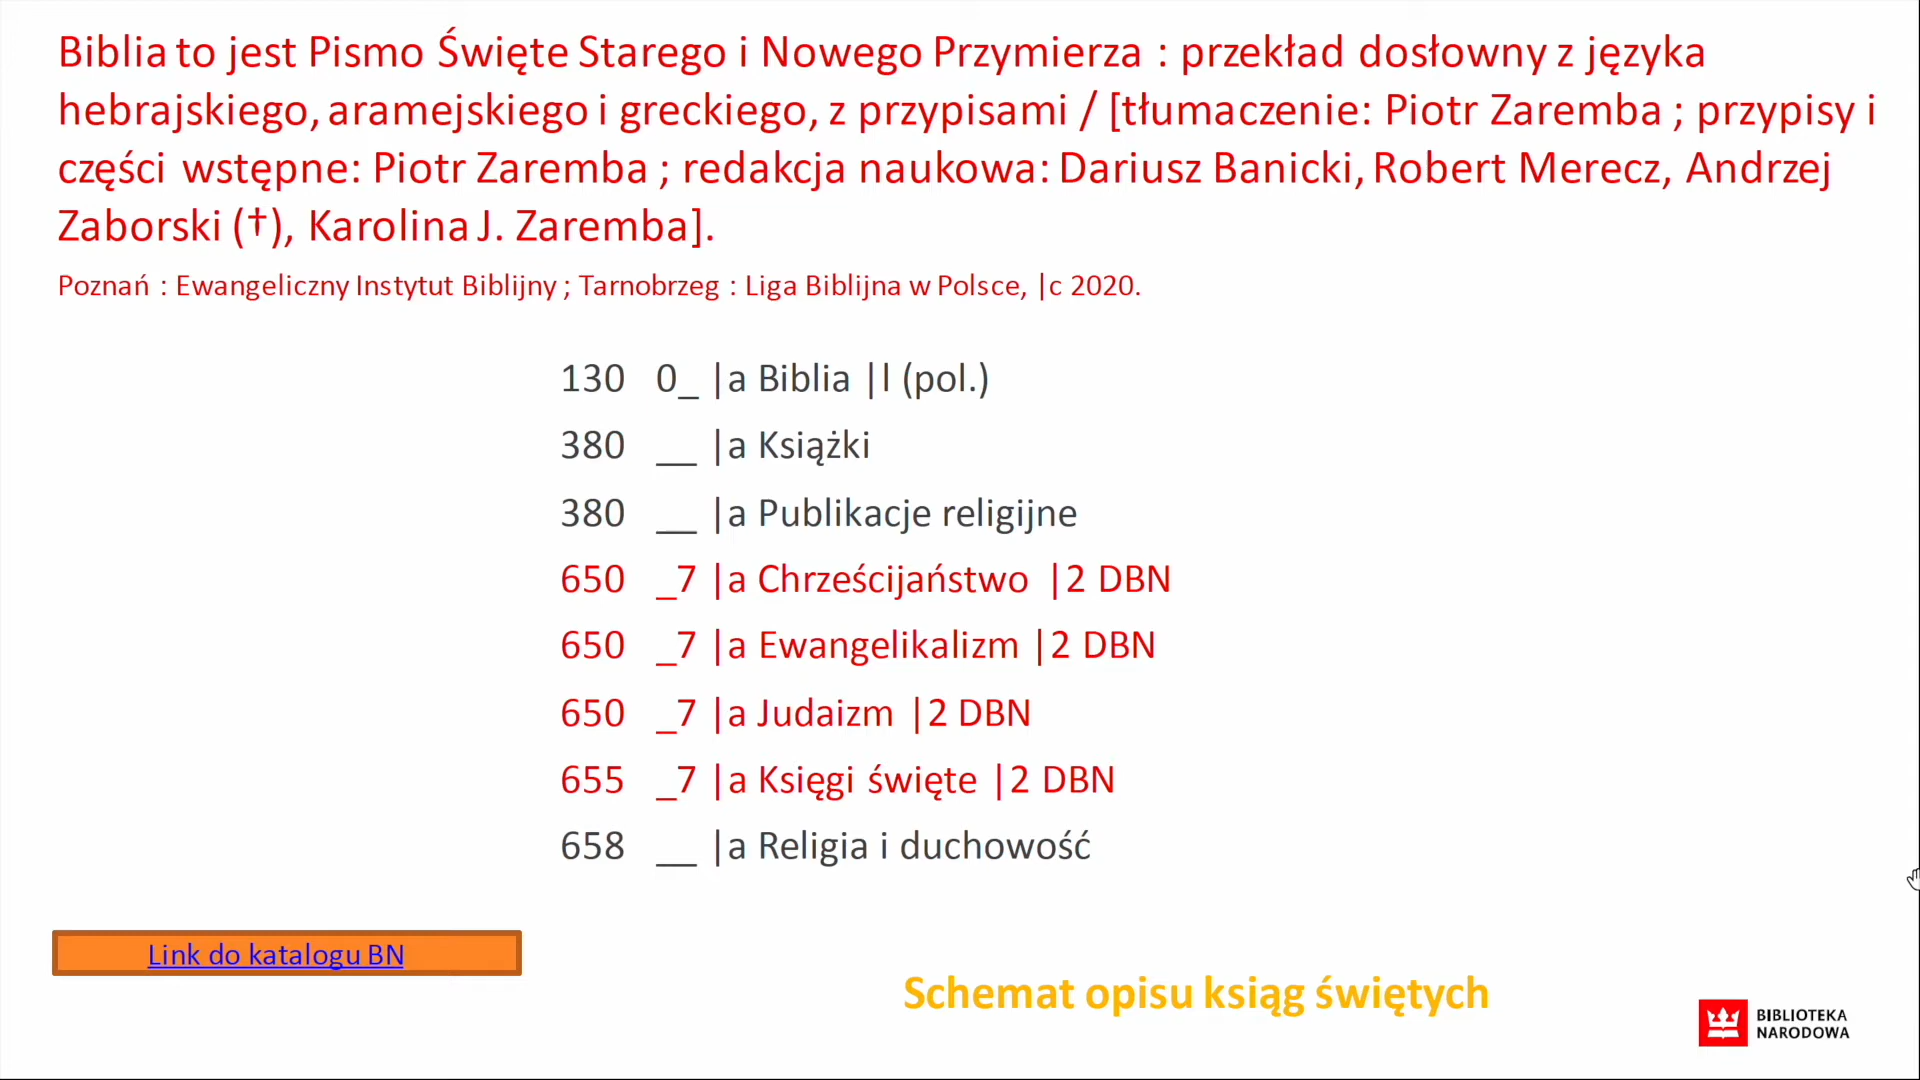 Biblia to jest Pismo Święte Starego i Nowego Przymierza : przekład dosłowny z języka
hebrajskiego, aramejskiego i greckiego, z przypisami / [tłumaczenie: Piotr Zaremba ; przypisy i
części wstępne: Piotr Zaremba ; redakcja naukowa: Dariusz Banicki, Robert Merecz, Andrzej
Zaborski (†), Karolina J. Zaremba].
Poznań : Ewangeliczny Instytut Biblijny ; Tarnobrzeg : Liga Biblijna w Polsce, |c 2020.
130 0_ |a Biblia |l (pol.)
380 __ |a Książki
380 __ |a Publikacje religijne
650 _7 |a Chrześcijaństwo |2 DBN
650 _7 |a Ewangelikalizm |2 DBN
650 _7 |a Judaizm |2 DBN
655 _7 |a Księgi święte |2 DBN
658 __ |a Religia i duchowość
Link do katalogu BN
Schemat opisu ksiąg świętych
BIBLIOTEKA
NARODOWA